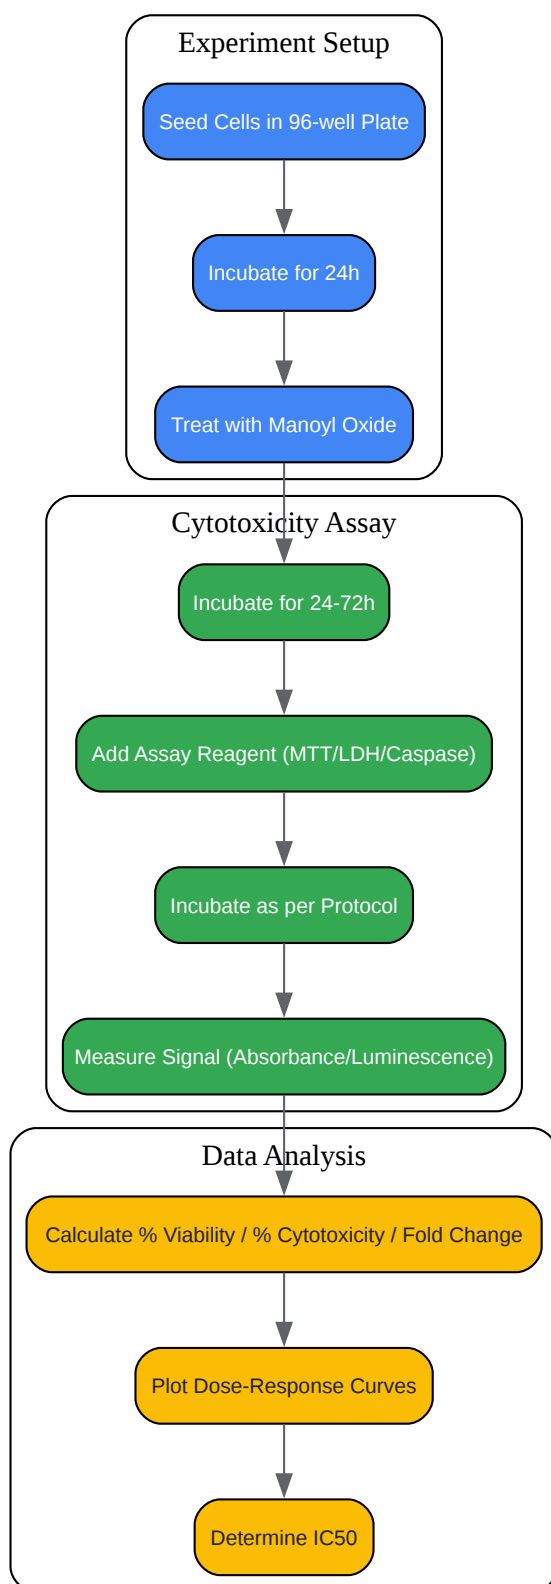 Experiment Setup
Seed Cells in 96-well Plate
Incubate for 24h
Treat with Manoyl Oxide
Cytotoxicity Assay
Incubate for 24-72h
Add Assay Reagent (MTT/LDH/Caspase)
Incubate as per Protocol
Measure Signal (Absorbance/Luminescence)
Data Analysis
Calculate % Viability / % Cytotoxicity / Fold Change
Plot Dose-Response Curves
Determine IC50